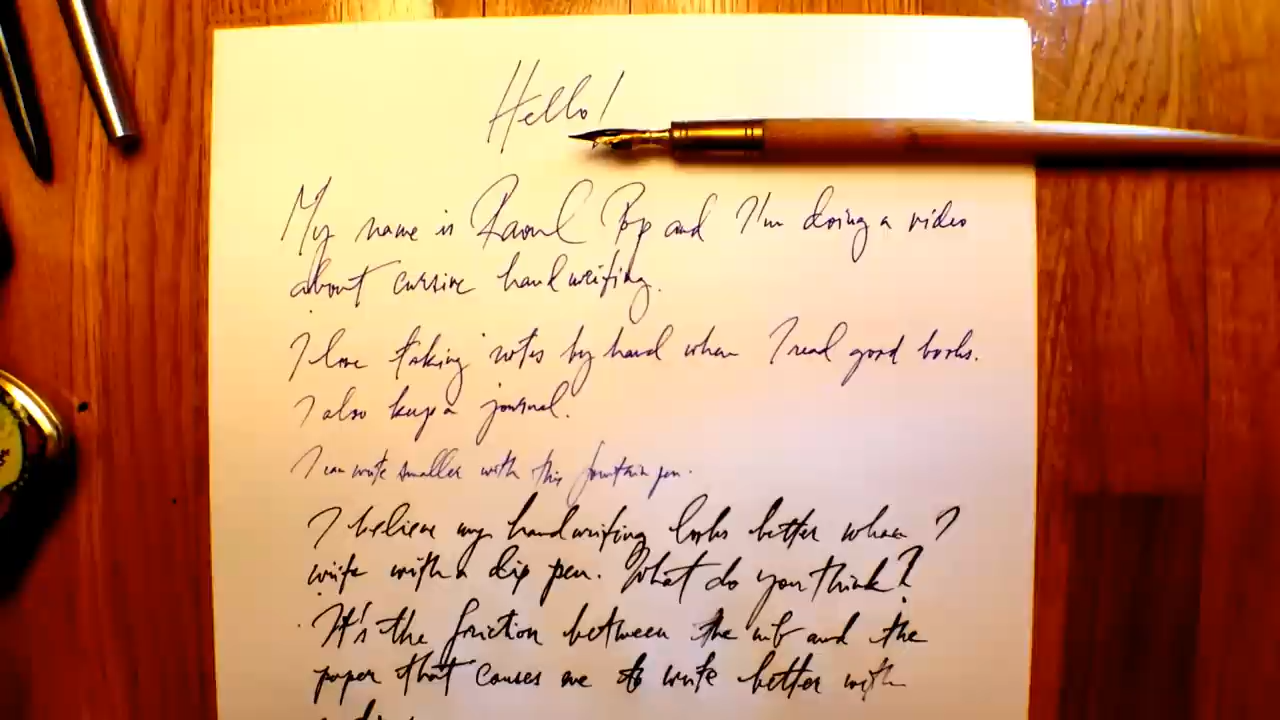 Hello!
My name is Raoul Pop and I'm doing a video
about cursive handwriting.
I love taking notes by hand when I read good books.
I also keep a journal.
I can write smaller with this fountain pen.
I believe my handwriting looks better when I
write with a dip pen. What do you think?
It's the friction between the nib and the
paper that causes me to write better with